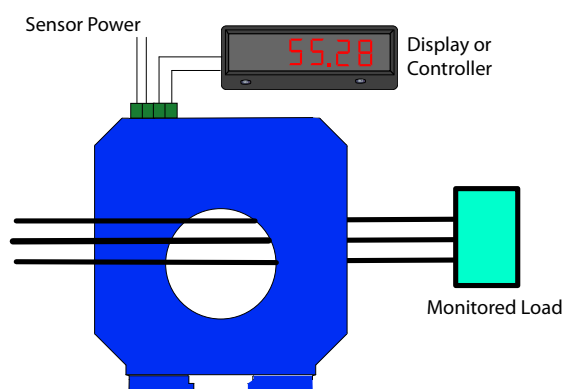 Sensor Power
55.28
Display or
Controller
Monitored Load